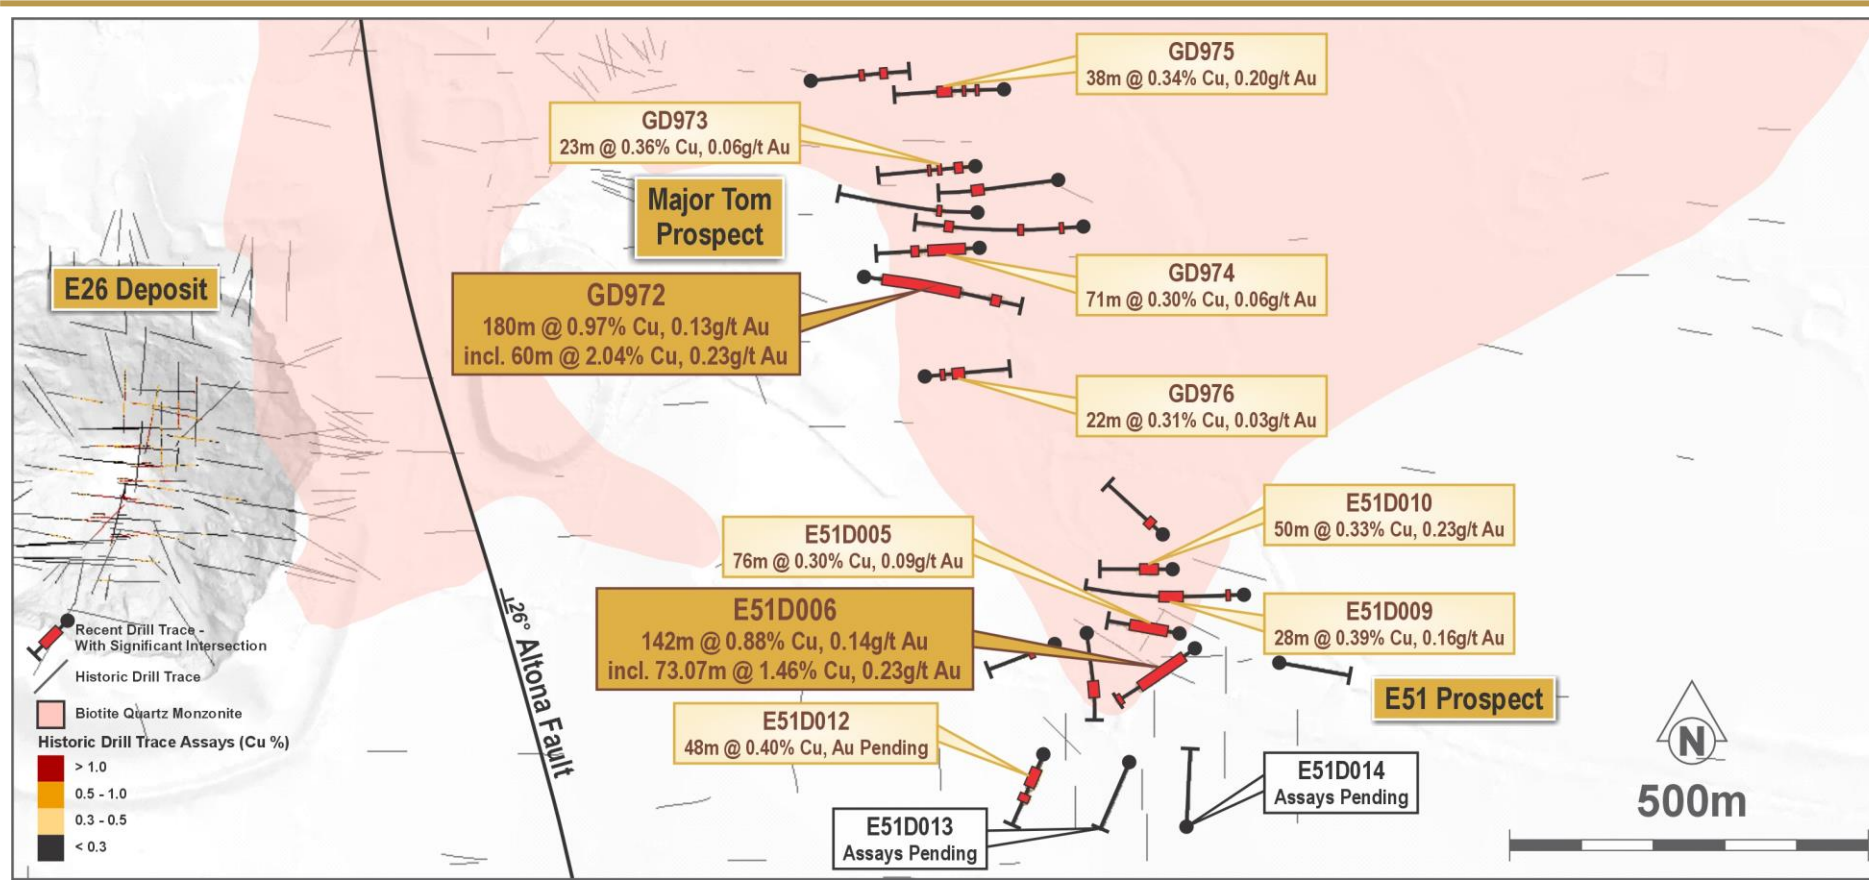 GD975
38m @ 0.34% Cu, 0.20g/t Au
GD973
23m @ 0.36% Cu, 0.06g/t Au
Major Tom
Prospect
E26 Deposit
GD974
71m @ 0.30% Cu, 0.06g/t Au
GD972
180m @ 0.97% Cu, 0.13g/t Au
incl. 60m @ 2.04% Cu, 0.23g/t Au
GD976
22m @ 0.31% Cu, 0.03g/t Au
E51D010
50m @ 0.33% Cu, 0.23g/t Au
E51D005
76m @ 0.30% Cu, 0.09g/t Au
E51D006
142m @ 0.88% Cu, 0.14g/t Au
incl. 73.07m @ 1.46% Cu, 0.23g/t Au
E51D009
28m @ 0.39% Cu, 0.16g/t Au
26° Altona Fault
E51 Prospect
E51D012
48m @ 0.40% Cu, Au Pending
E51D013
Assays Pending
E51D014
Assays Pending
N
500m
Recent Drill Trace -
With Significant Intersection
Historic Drill Trace
Biotite Quartz Monzonite
Historic Drill Trace Assays (Cu %)
> 1.0
0.5 - 1.0
0.3 - 0.5
< 0.3